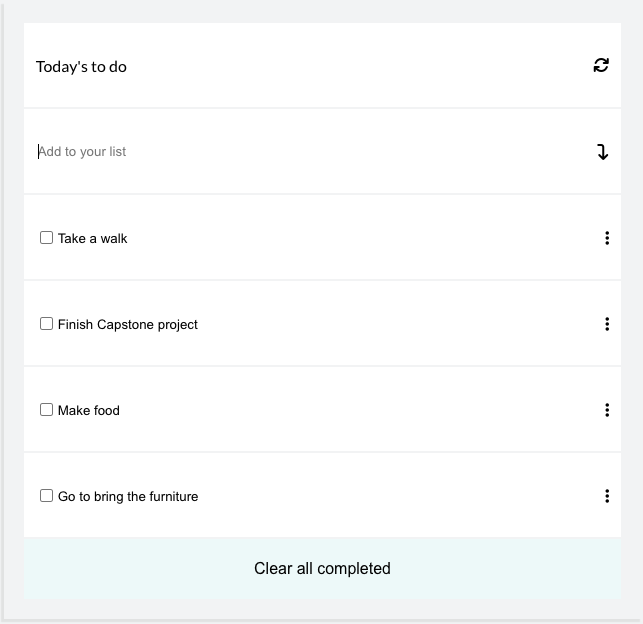 Today's to do
Add to your list
Take a walk
Finish Capstone project
Make food
Go to bring the furniture
Clear all completed